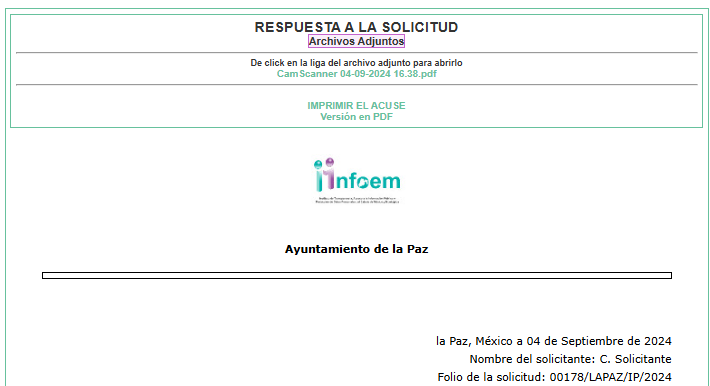 RESPUESTA A LA SOLICITUD
Archivos Adjuntos
De click en la liga del archivo adjunto para abrirlo
CamScanner 04-09-2024 16.38.pdf
IMPRIMIR EL ACUSE
Versión en PDF
infoem
Ayuntamiento de la Paz
la Paz, México a 04 de Septiembre de 2024
Nombre del solicitante: C. Solicitante
Folio de la solicitud: 00178/LAPAZ/IP/2024